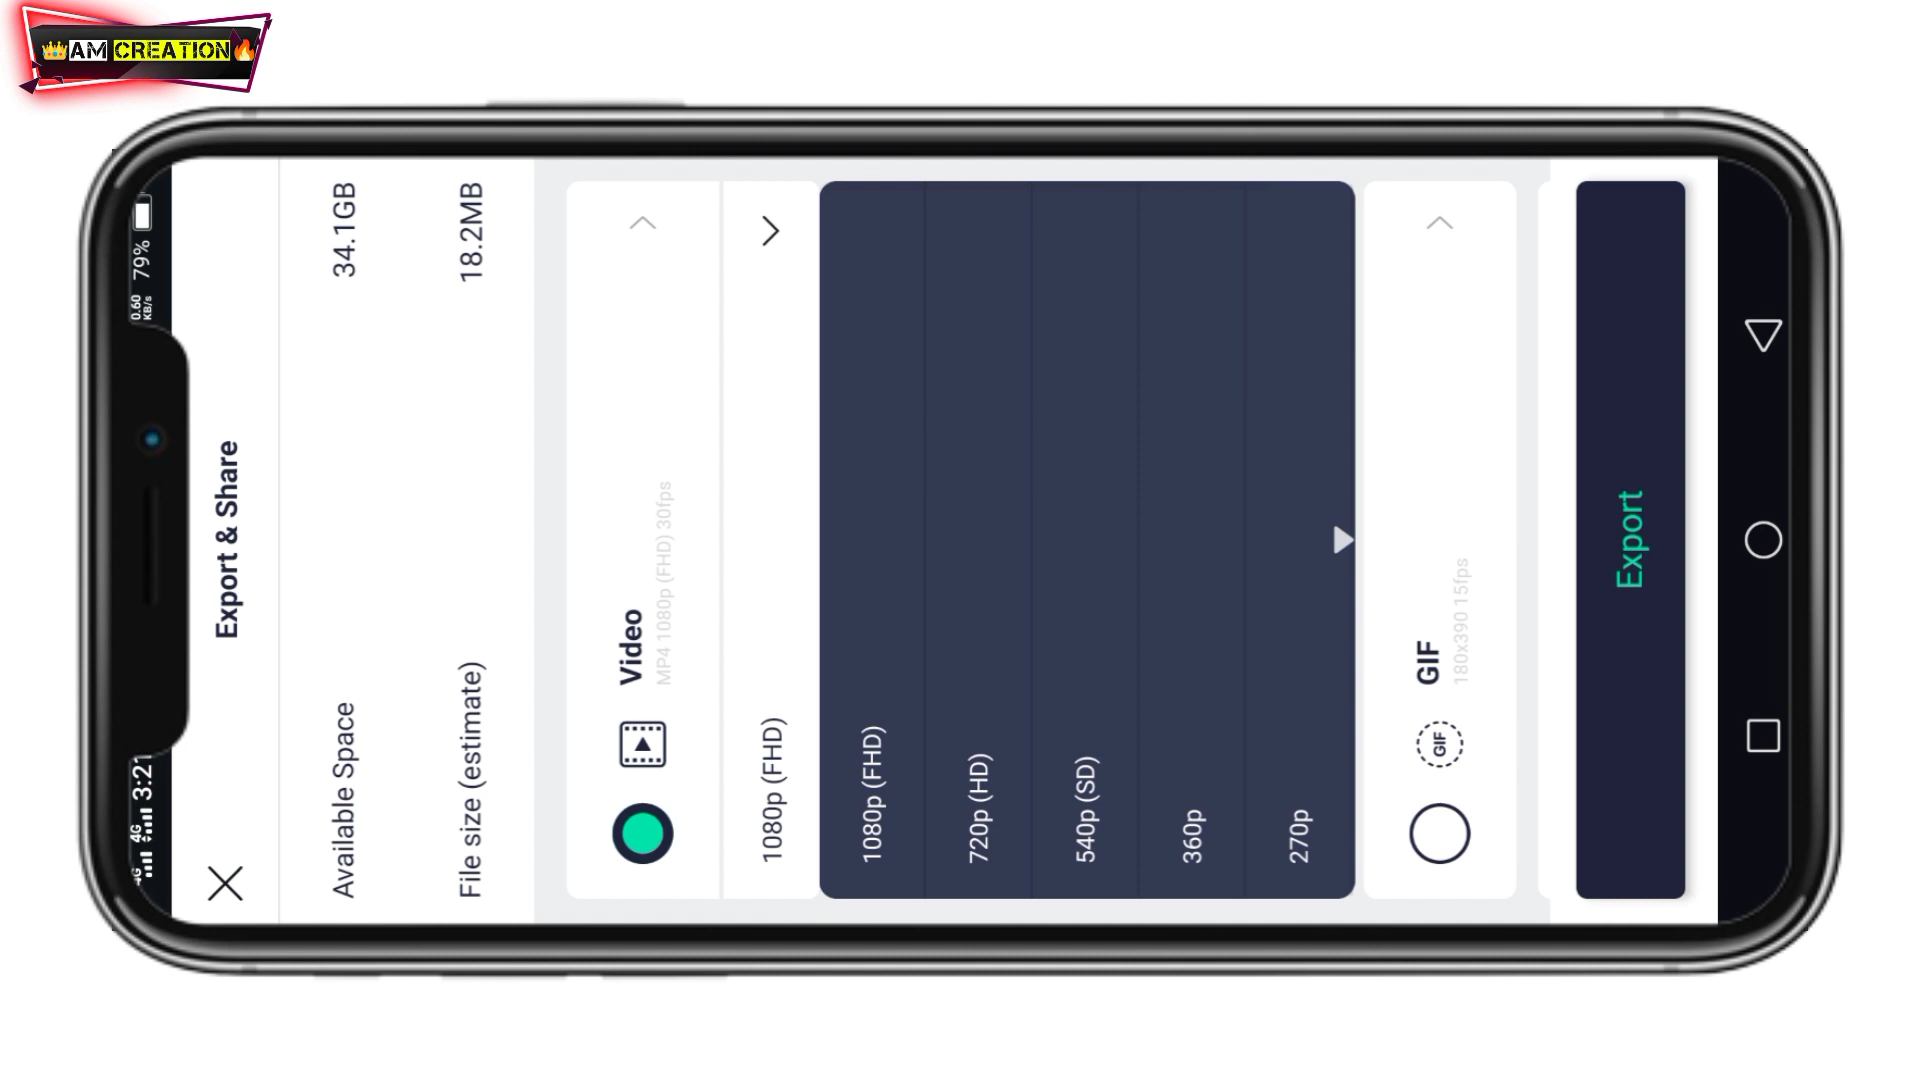 AM CREATION
4G 4G 3:21
0.60 KB/s 79%
Export & Share
Available Space 34.1GB
File size (estimate) 18.2MB
Video
MP4 1080p (FHD) 30fps
1080p (FHD)
1080p (FHD)
720p (HD)
540p (SD)
360p
270p
GIF
GIF
180x390 15fps
Export